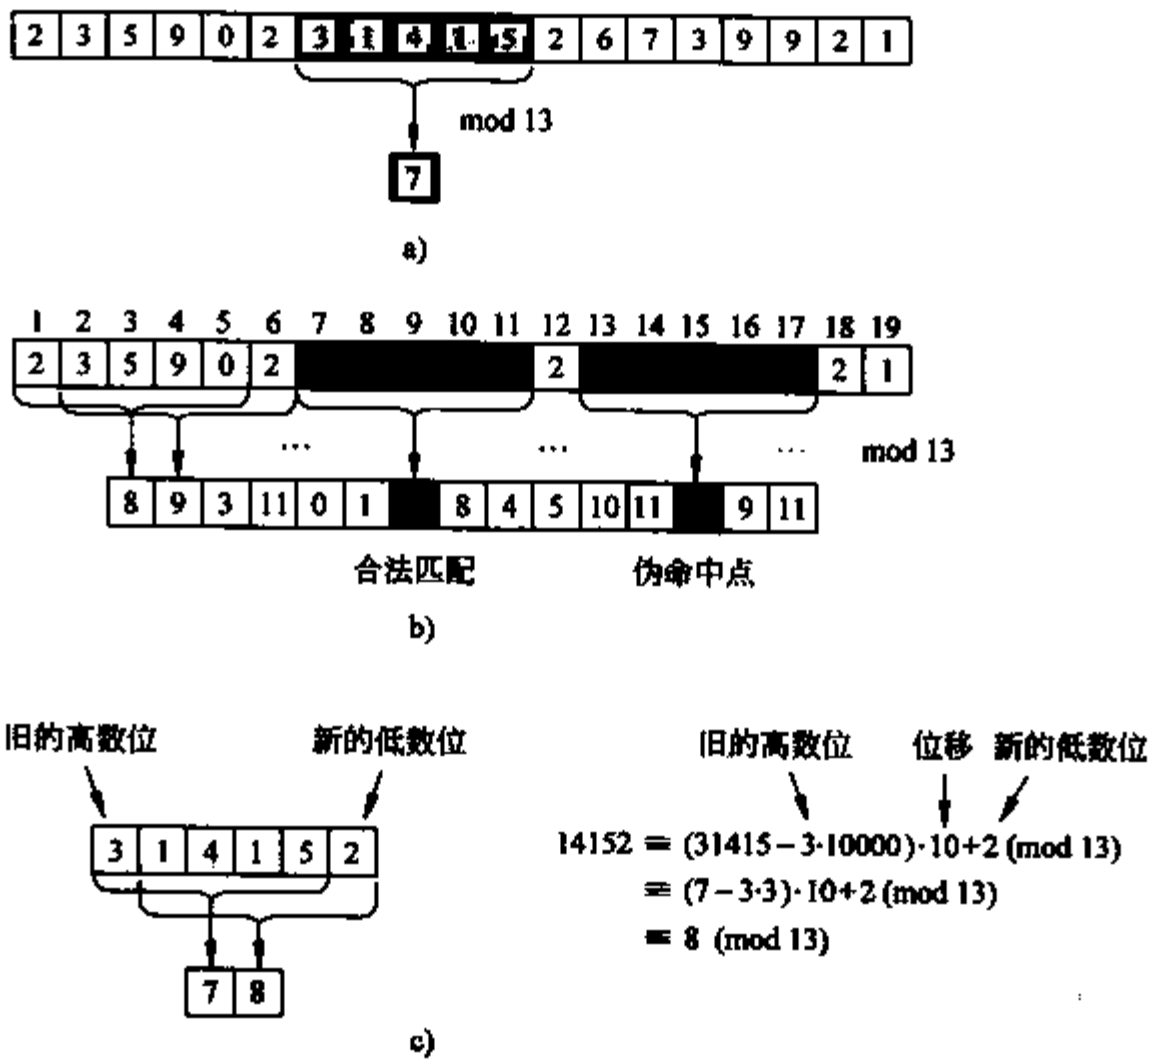 2 3 5 9 0 2 3 1 4 1 5 2 6 7 3 9 9 2 1
mod 13
7
a)
1 2 3 4 5 6 7 8 9 10 11 12 13 14 15 16 17 18 19
2 3 5 9 0 2 2 2 1
… … … mod 13
8 9 3 11 0 1 8 4 5 10 11 9 11
合法匹配 伪命中点
b)
旧的高数位 新的低数位
3 1 4 1 5 2
7 8
旧的高数位 位移 新的低数位
14152 ≡ (31415－3·10000)·10+2 (mod 13)
≡ (7－3·3)·10+2 (mod 13)
≡ 8 (mod 13)
c)